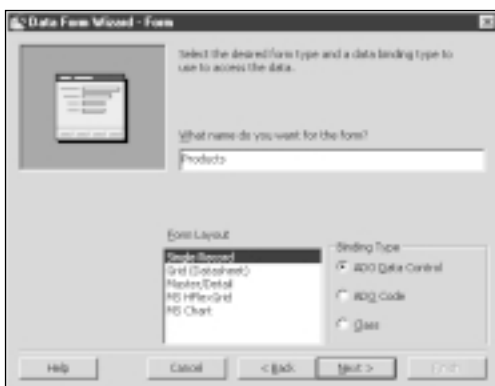 Data Form Wizard - Form
Select the desired form type and a data binding type to
use to access the data.
What name do you want for the form?
Products
Form Layout
Single Record
Grid (Datasheet)
Master/Detail
MS HFlexGrid
MS Chart
Binding Type
ADO Data Control
ADO Code
Class
Help
Cancel
< Back
Next >
Finish